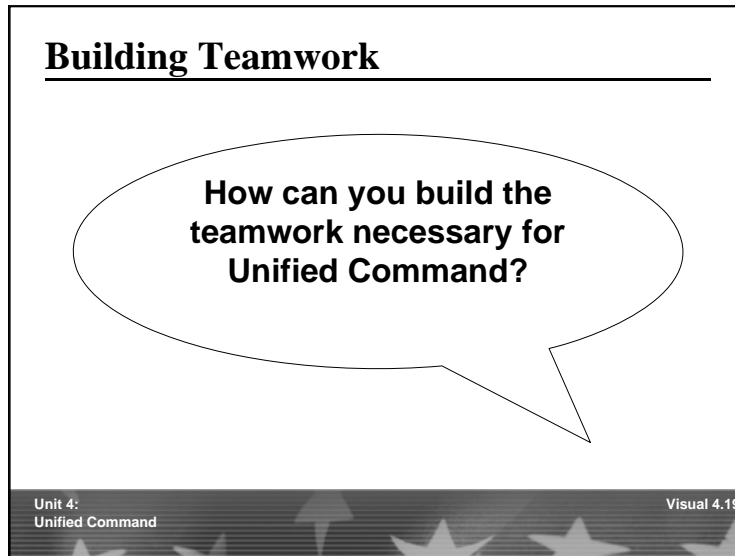 Building Teamwork
How can you build the
teamwork necessary for
Unified Command?
Unit 4:
Unified Command
Visual 4.19